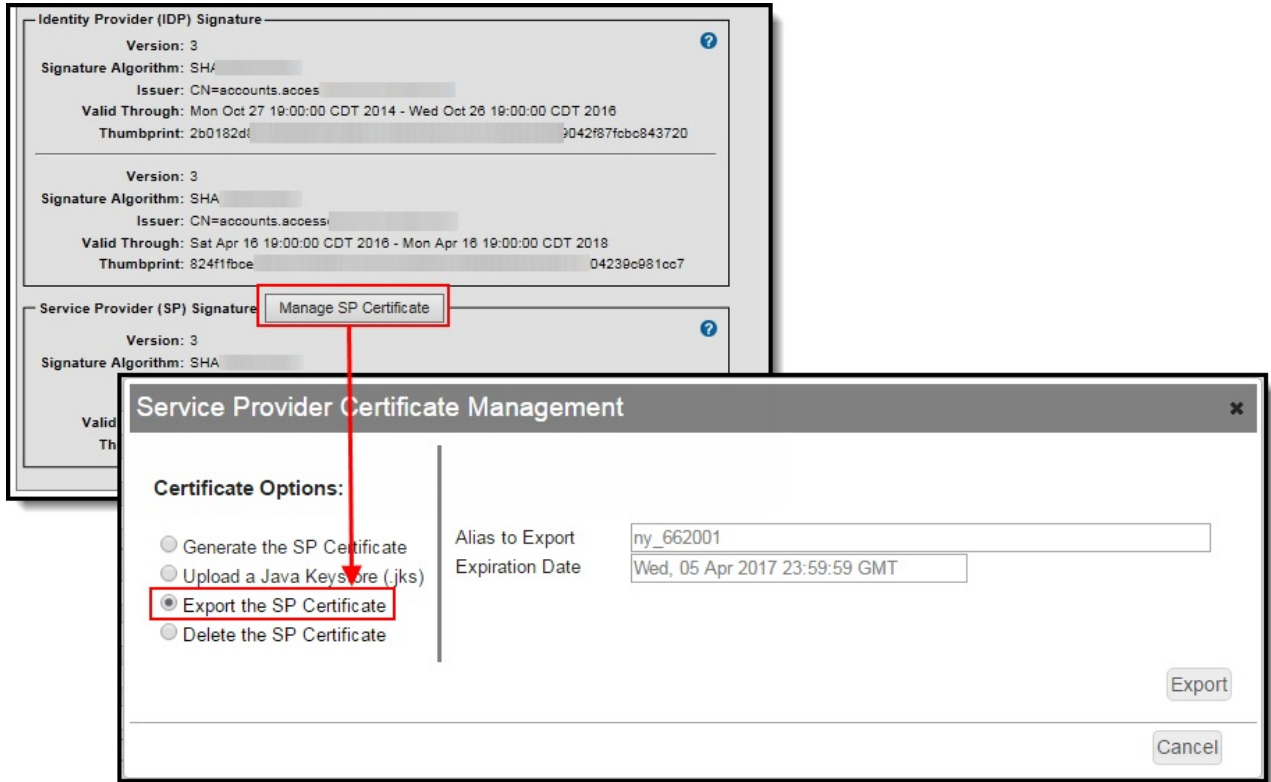 Identity Provider (IDP) Signature
Version: 3
Signature Algorithm: SHA
Issuer: CN=accounts.acces
Valid Through: Mon Oct 27 19:00:00 CDT 2014 - Wed Oct 26 19:00:00 CDT 2016
Thumbprint: 2b0182d8 9042f87fcbc843720
Version: 3
Signature Algorithm: SHA
Issuer: CN=accounts.access
Valid Through: Sat Apr 16 19:00:00 CDT 2016 - Mon Apr 16 19:00:00 CDT 2018
Thumbprint: 824f1fbce 04239c981cc7
Service Provider (SP) Signature Manage SP Certificate
Version: 3
Signature Algorithm: SHA
Valid
Th
Service Provider Certificate Management
Certificate Options:
Generate the SP Certificate
Upload a Java Keystore (.jks)
Export the SP Certificate
Delete the SP Certificate
Alias to Export ny_662001
Expiration Date Wed, 05 Apr 2017 23:59:59 GMT
Export
Cancel